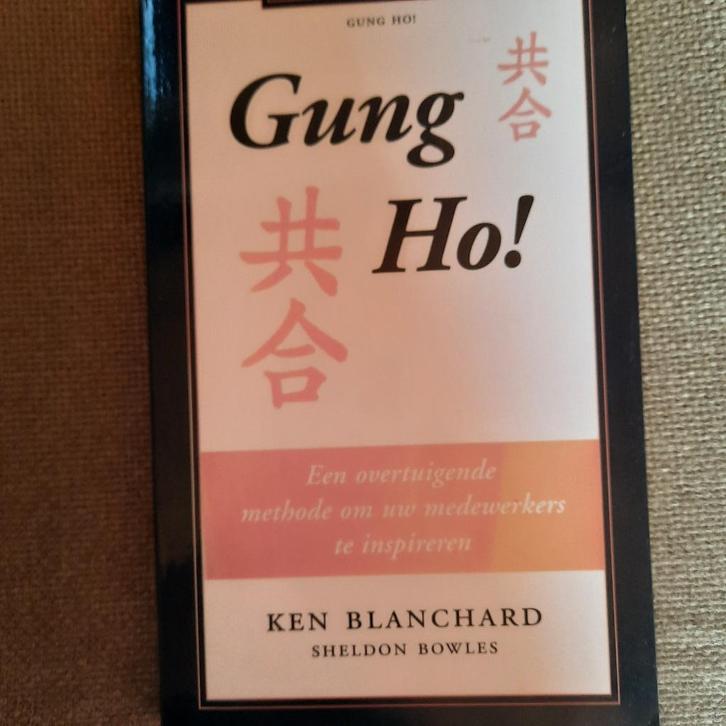 GUNG HO!
共
合
Gung
Ho!
共
合
Een overtuigende
methode om uw medewerkers
te inspireren
KEN BLANCHARD
SHELDON BOWLES